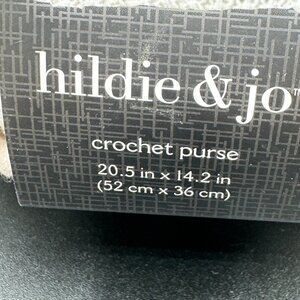 hildie & jo™
crochet purse
20.5 in x 14.2 in
(52 cm x 36 cm)